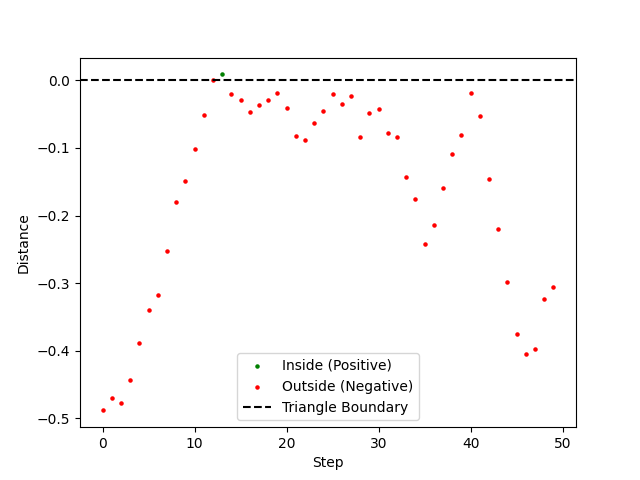 0.0
−0.1
−0.2
−0.3
−0.4
−0.5
Distance
Inside (Positive)
Outside (Negative)
Triangle Boundary
0 10 20 30 40 50
Step